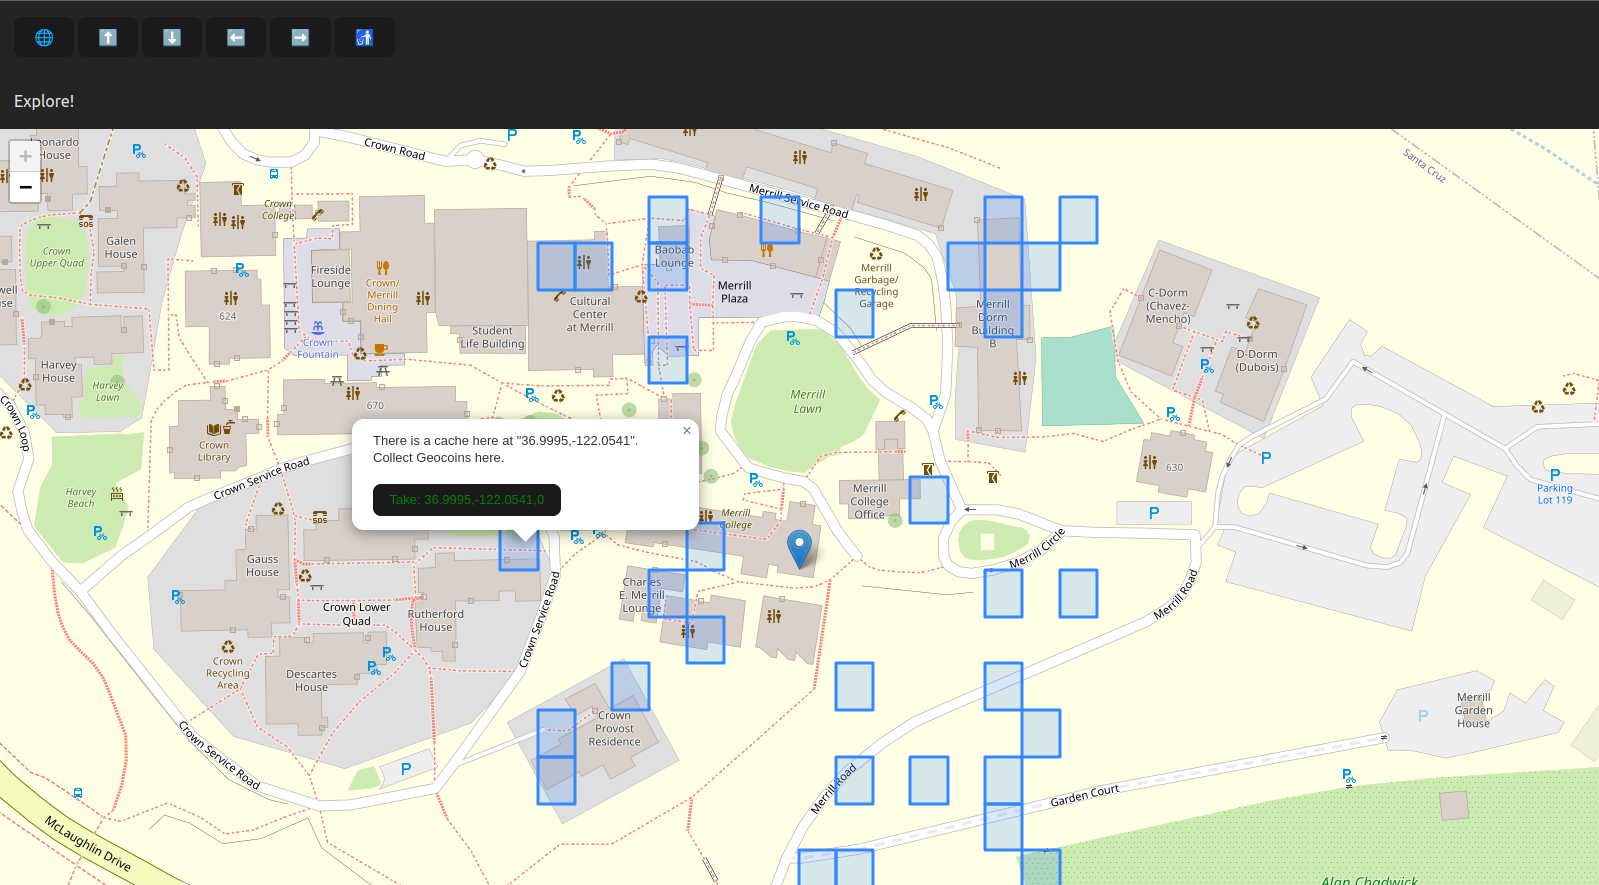 Explore!
+
−
Leonardo
House
Crown Road
Santa Cruz
Crown
College
Merrill Service Road
Galen
House
Crown
Upper Quad
Baobab
Lounge
Fireside
Lounge
Crown/
Merrill
Dining
Hall
Merrill
Garbage/
Recycling
Garage
Merrill
Plaza
C-Dorm
(Chavez-
Mencho)
624
Cultural
Center
at Merrill
Student
Life Building
Merrill
Dorm
Building
B
Crown
Fountain
D-Dorm
(Dubois)
Harvey
House
Harvey
Lawn
Merrill
Lawn
670
Crown Loop
Crown
Library
There is a cache here at "36.9995,-122.0541".
Collect Geocoins here.
×
Take: 36.9995,-122.0541,0
Crown Service Road
630
Harvey
Beach
Merrill
College
Office
Parking
Lot 119
Merrill
college
SOS
SOS
Merrill Circle
Gauss
House
Charles
E. Merrill
Lounge
Crown Lower
Quad
Rutherford
House
Crown Service Road
Merrill Road
Crown
Recycling
Area
Descartes
House
Crown
Provost
Residence
Merrill
Garden
House
Crown Service Road
Merrill Road
Garden Court
McLaughlin Drive
Alan Chadwick